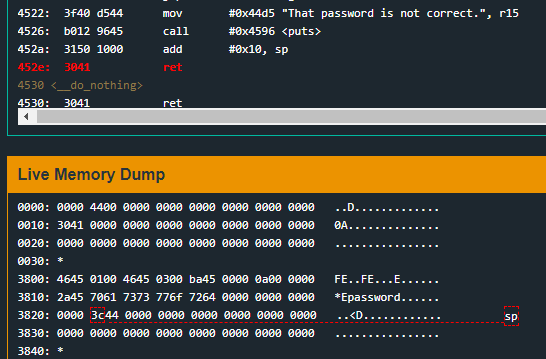 4522:  3f40 d544      mov      #0x44d5 "That password is not correct.", r15
4526:  b012 9645      call     #0x4596 <puts>
452a:  3150 1000      add      #0x10, sp
452e:  3041           ret
4530 <__do_nothing>
4530:  3041           ret
Live Memory Dump
0000: 0000 4400 0000 0000 0000 0000 0000 0000   ..D.............
0010: 3041 0000 0000 0000 0000 0000 0000 0000   0A..............
0020: 0000 0000 0000 0000 0000 0000 0000 0000   ................
0030: *
3800: 4645 0100 4645 0300 ba45 0000 0a00 0000   FE..FE...E......
3810: 2a45 7061 7373 776f 7264 0000 0000 0000   *Epassword......
3820: 0000 3c44 0000 0000 0000 0000 0000 0000   ..<D............   sp
3830: 0000 0000 0000 0000 0000 0000 0000 0000   ................
3840: *